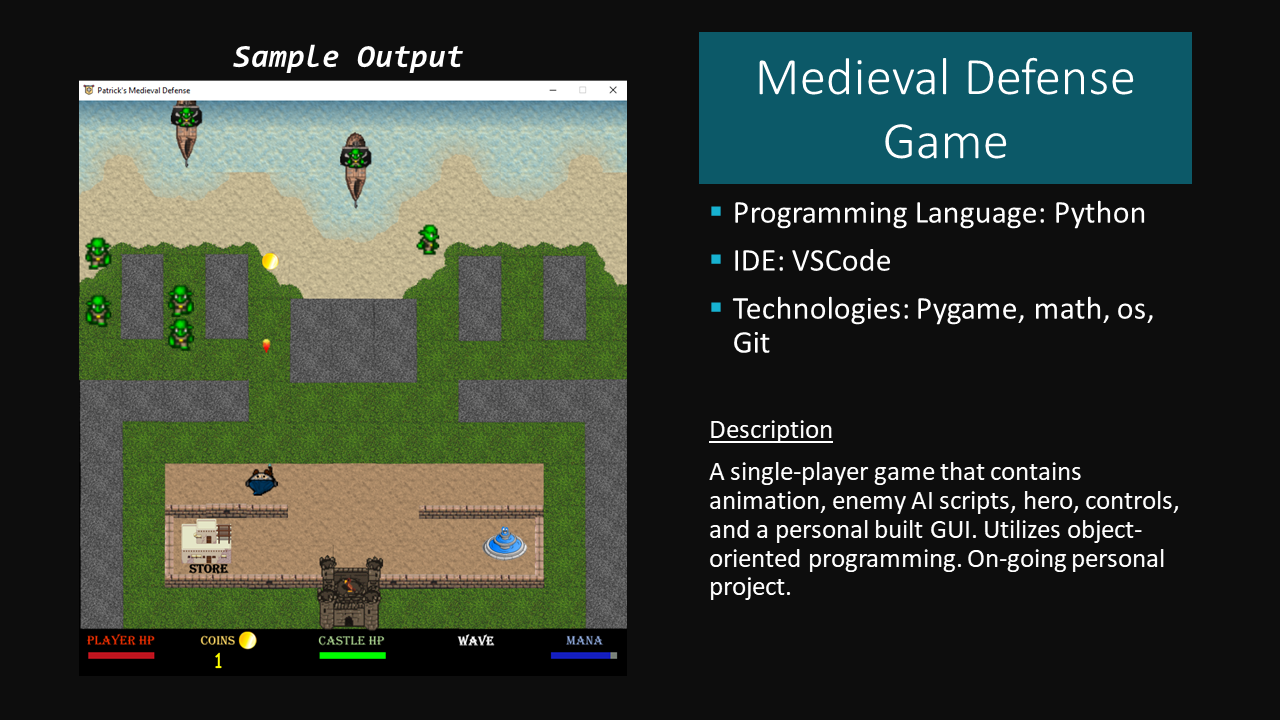 Sample Output
Patrick's Medieval Defense
STORE
PLAYER HP
COINS
CASTLE HP
WAVE
MANA
1
Medieval Defense
Game
Programming Language: Python
IDE: VSCode
Technologies: Pygame, math, os,
Git
Description
A single-player game that contains
animation, enemy AI scripts, hero, controls,
and a personal built GUI. Utilizes object-
oriented programming. On-going personal
project.